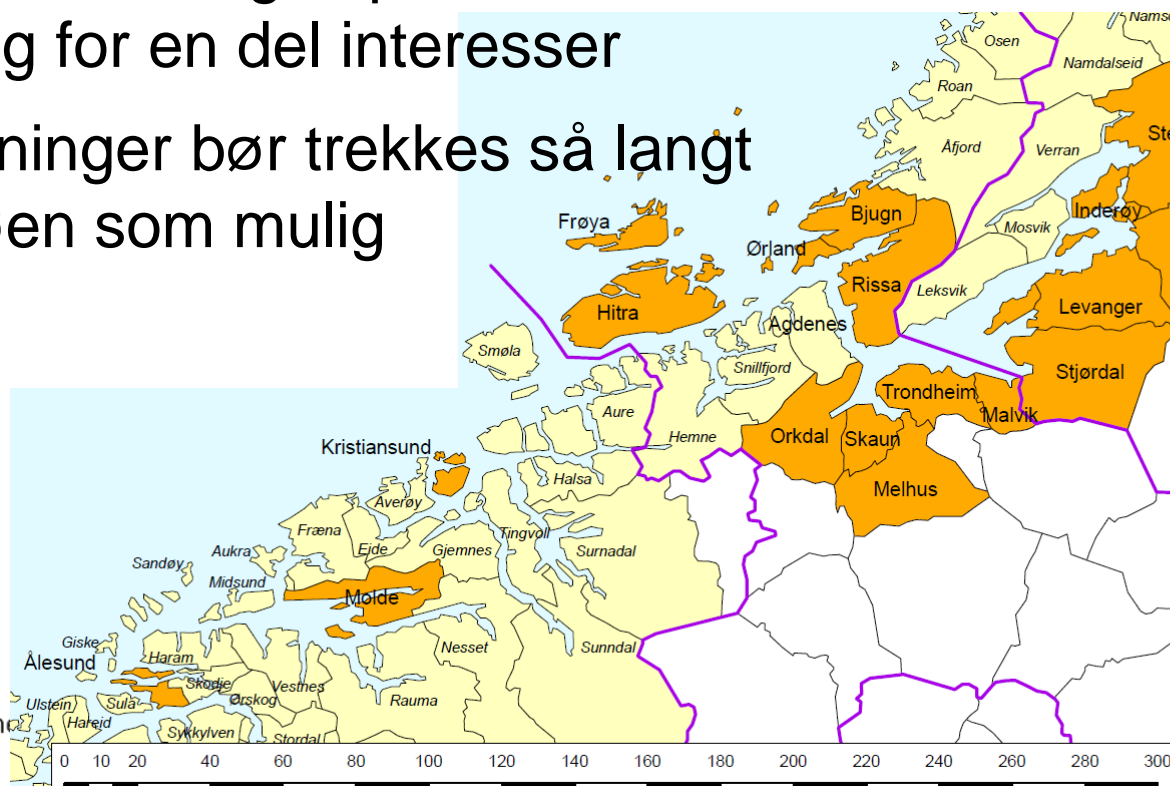 g for en del interesser
ninger bør trekkes så langt
en som mulig
Osen
Namdalseid
Roan
Åfjord
Verran
Frøya
Bjugn
Inderøy
Mosvik
Ørland
Rissa
Leksvik
Hitra
Levanger
Agdenes
Smøla
Snillfjord
Stjørdal
Trondheim
Malvik
Aure
Hemne
Orkdal
Skaun
Kristiansund
Halsa
Melhus
Averøy
Fræna
Tingvoll
Eide
Gjemnes
Surnadal
Aukra
Sandøy
Midsund
Molde
Giske
Ålesund
Haram
Nesset
Sunndal
Skodje
Vestnes
Ørskog
Rauma
Ulstein
Sula
Hareid
Sykkylven
Stordal
0 10 20 40 60 80 100 120 140 160 180 200 220 240 260 280 300